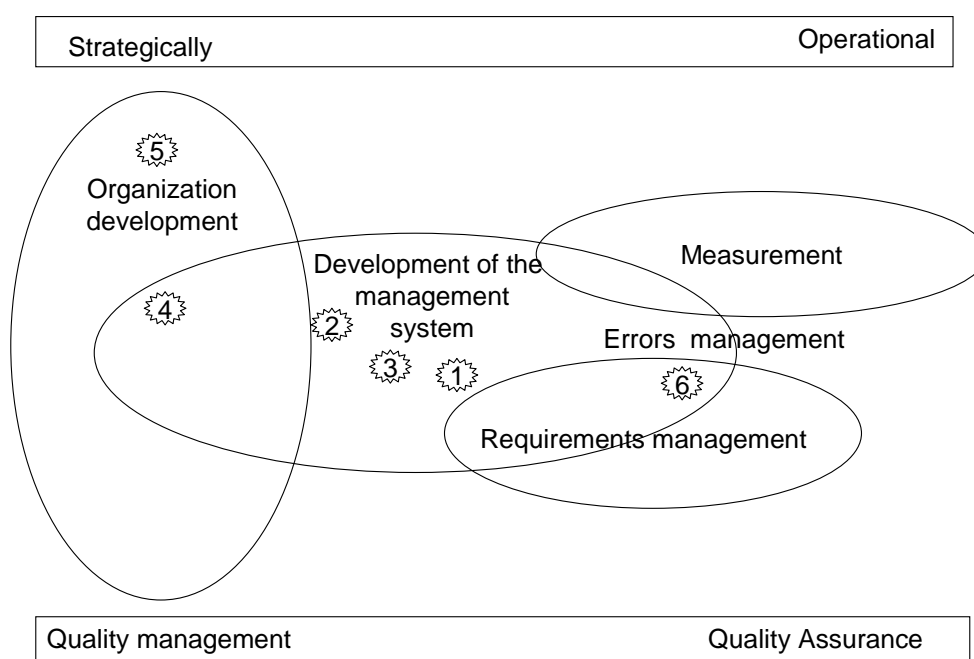 Strategically
Operational
5
Organization
development
Measurement
Development of the
management
system
4
2
Errors management
3
1
6
Requirements management
Quality management
Quality Assurance